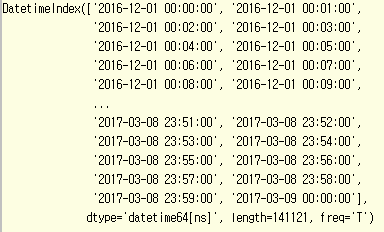 DatetimeIndex(['2016-12-01 00:00:00', '2016-12-01 00:01:00',
'2016-12-01 00:02:00', '2016-12-01 00:03:00',
'2016-12-01 00:04:00', '2016-12-01 00:05:00',
'2016-12-01 00:06:00', '2016-12-01 00:07:00',
'2016-12-01 00:08:00', '2016-12-01 00:09:00',
...
'2017-03-08 23:51:00', '2017-03-08 23:52:00',
'2017-03-08 23:53:00', '2017-03-08 23:54:00',
'2017-03-08 23:55:00', '2017-03-08 23:56:00',
'2017-03-08 23:57:00', '2017-03-08 23:58:00',
'2017-03-08 23:59:00', '2017-03-09 00:00:00'],
dtype='datetime64[ns]', length=141121, freq='T')